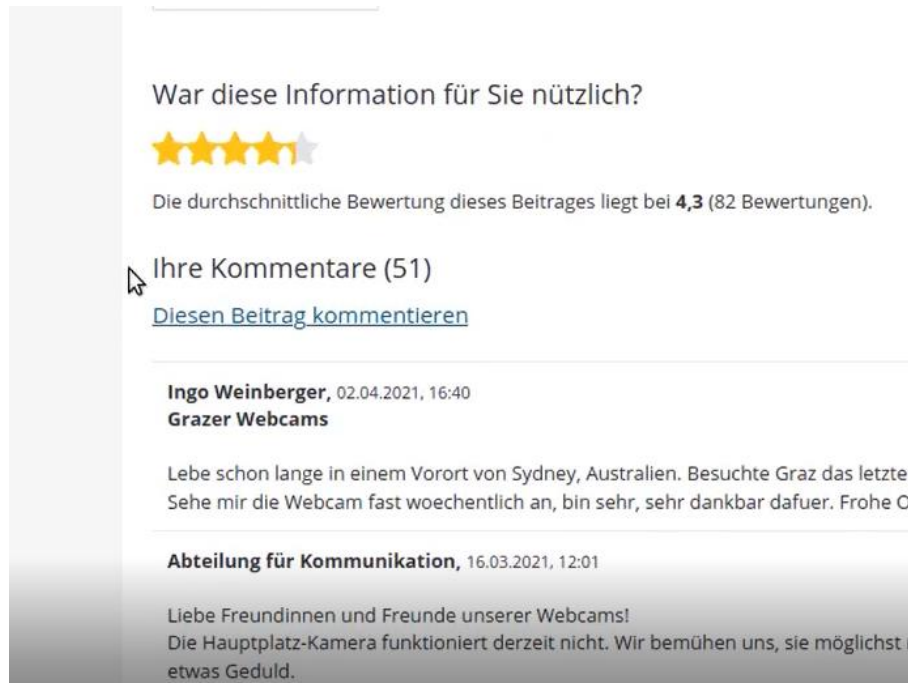 War diese Information für Sie nützlich?
Die durchschnittliche Bewertung dieses Beitrages liegt bei 4,3 (82 Bewertungen).
Ihre Kommentare (51)
Diesen Beitrag kommentieren
Ingo Weinberger, 02.04.2021, 16:40
Grazer Webcams
Lebe schon lange in einem Vorort von Sydney, Australien. Besuchte Graz das letzte
Sehe mir die Webcam fast woechentlich an, bin sehr, sehr dankbar dafuer. Frohe O
Abteilung für Kommunikation, 16.03.2021, 12:01
Liebe Freundinnen und Freunde unserer Webcams!
Die Hauptplatz-Kamera funktioniert derzeit nicht. Wir bemühen uns, sie möglichst
etwas Geduld.